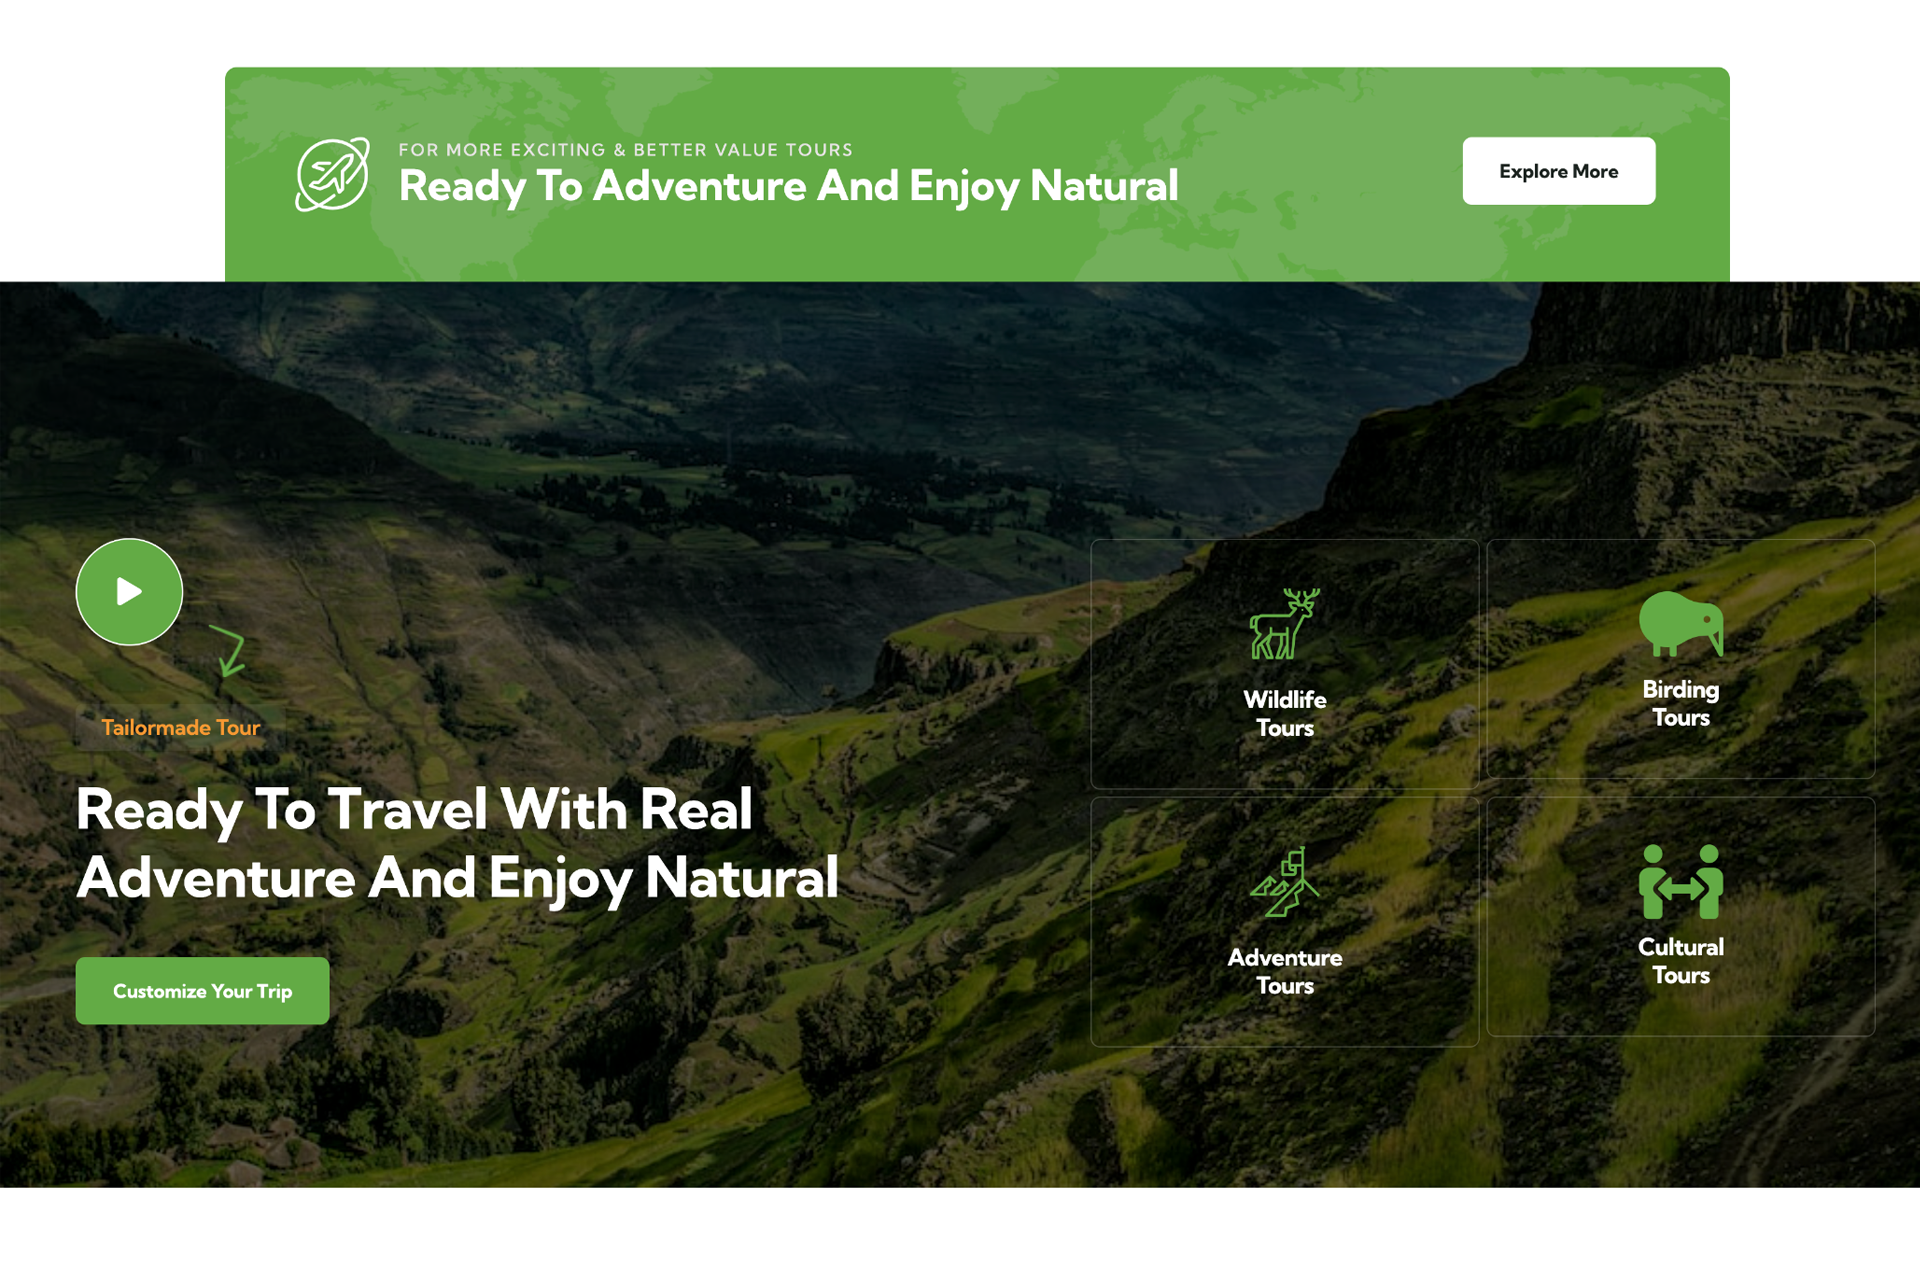 FOR MORE EXCITING & BETTER VALUE TOURS
Ready To Adventure And Enjoy Natural
Explore More
Tailormade Tour
Ready To Travel With Real
Adventure And Enjoy Natural
Customize Your Trip
Wildlife
Tours
Birding
Tours
Adventure
Tours
Cultural
Tours